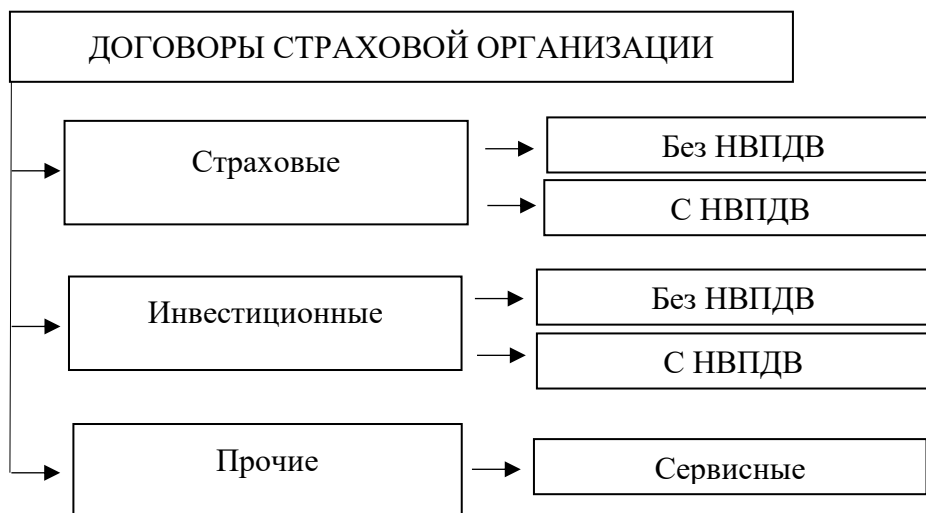 ДОГОВОРЫ СТРАХОВОЙ ОРГАНИЗАЦИИ
Страховые
Без НВПДВ
С НВПДВ
Инвестиционные
Без НВПДВ
С НВПДВ
Прочие
Сервисные